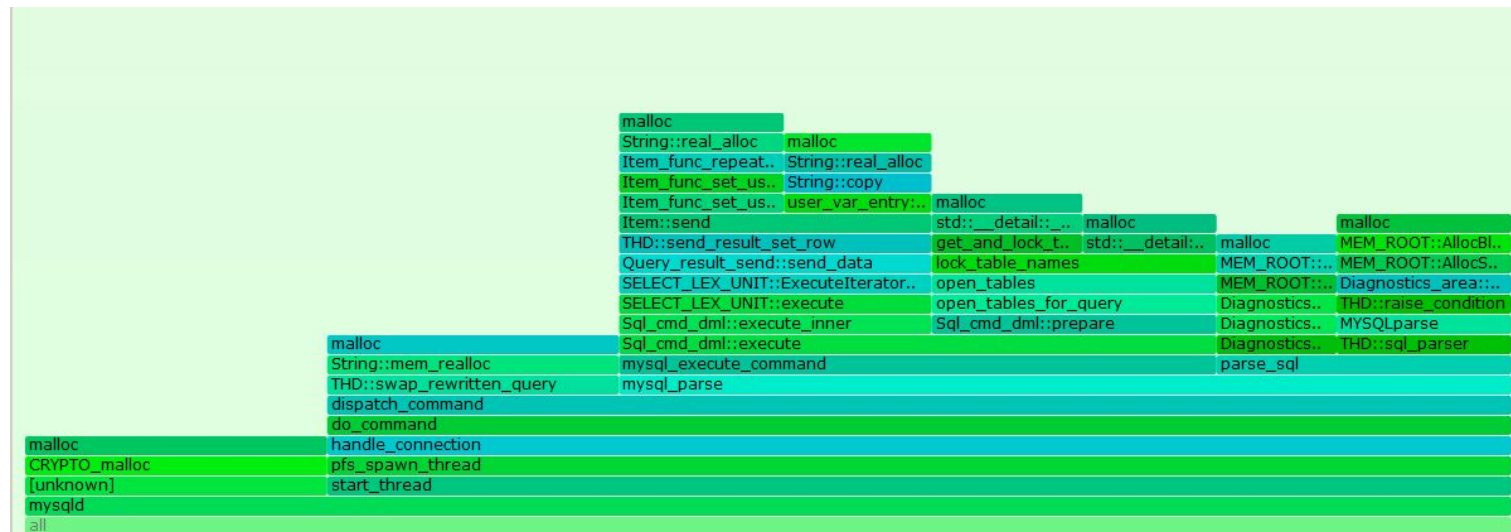 malloc
String::real_alloc malloc
Item_func_repeat.. String::real_alloc
Item_func_set_us.. String::copy
Item_func_set_us.. user_var_entry:.. malloc
Item::send std::__detail::_.. malloc malloc
THD::send_result_set_row get_and_lock_t.. std::__detail:.. malloc MEM_ROOT::AllocBl..
Query_result_send::send_data lock_table_names MEM_ROOT::.. MEM_ROOT::AllocS..
SELECT_LEX_UNIT::ExecuteIterator.. open_tables MEM_ROOT::.. Diagnostics_area::..
SELECT_LEX_UNIT::execute open_tables_for_query Diagnostics.. THD::raise_condition
Sql_cmd_dml::execute_inner Sql_cmd_dml::prepare Diagnostics.. MYSQLparse
malloc Sql_cmd_dml::execute Diagnostics.. THD::sql_parser
String::mem_realloc mysql_execute_command parse_sql
THD::swap_rewritten_query mysql_parse
dispatch_command
do_command
malloc handle_connection
CRYPTO_malloc pfs_spawn_thread
[unknown] start_thread
mysqld
all